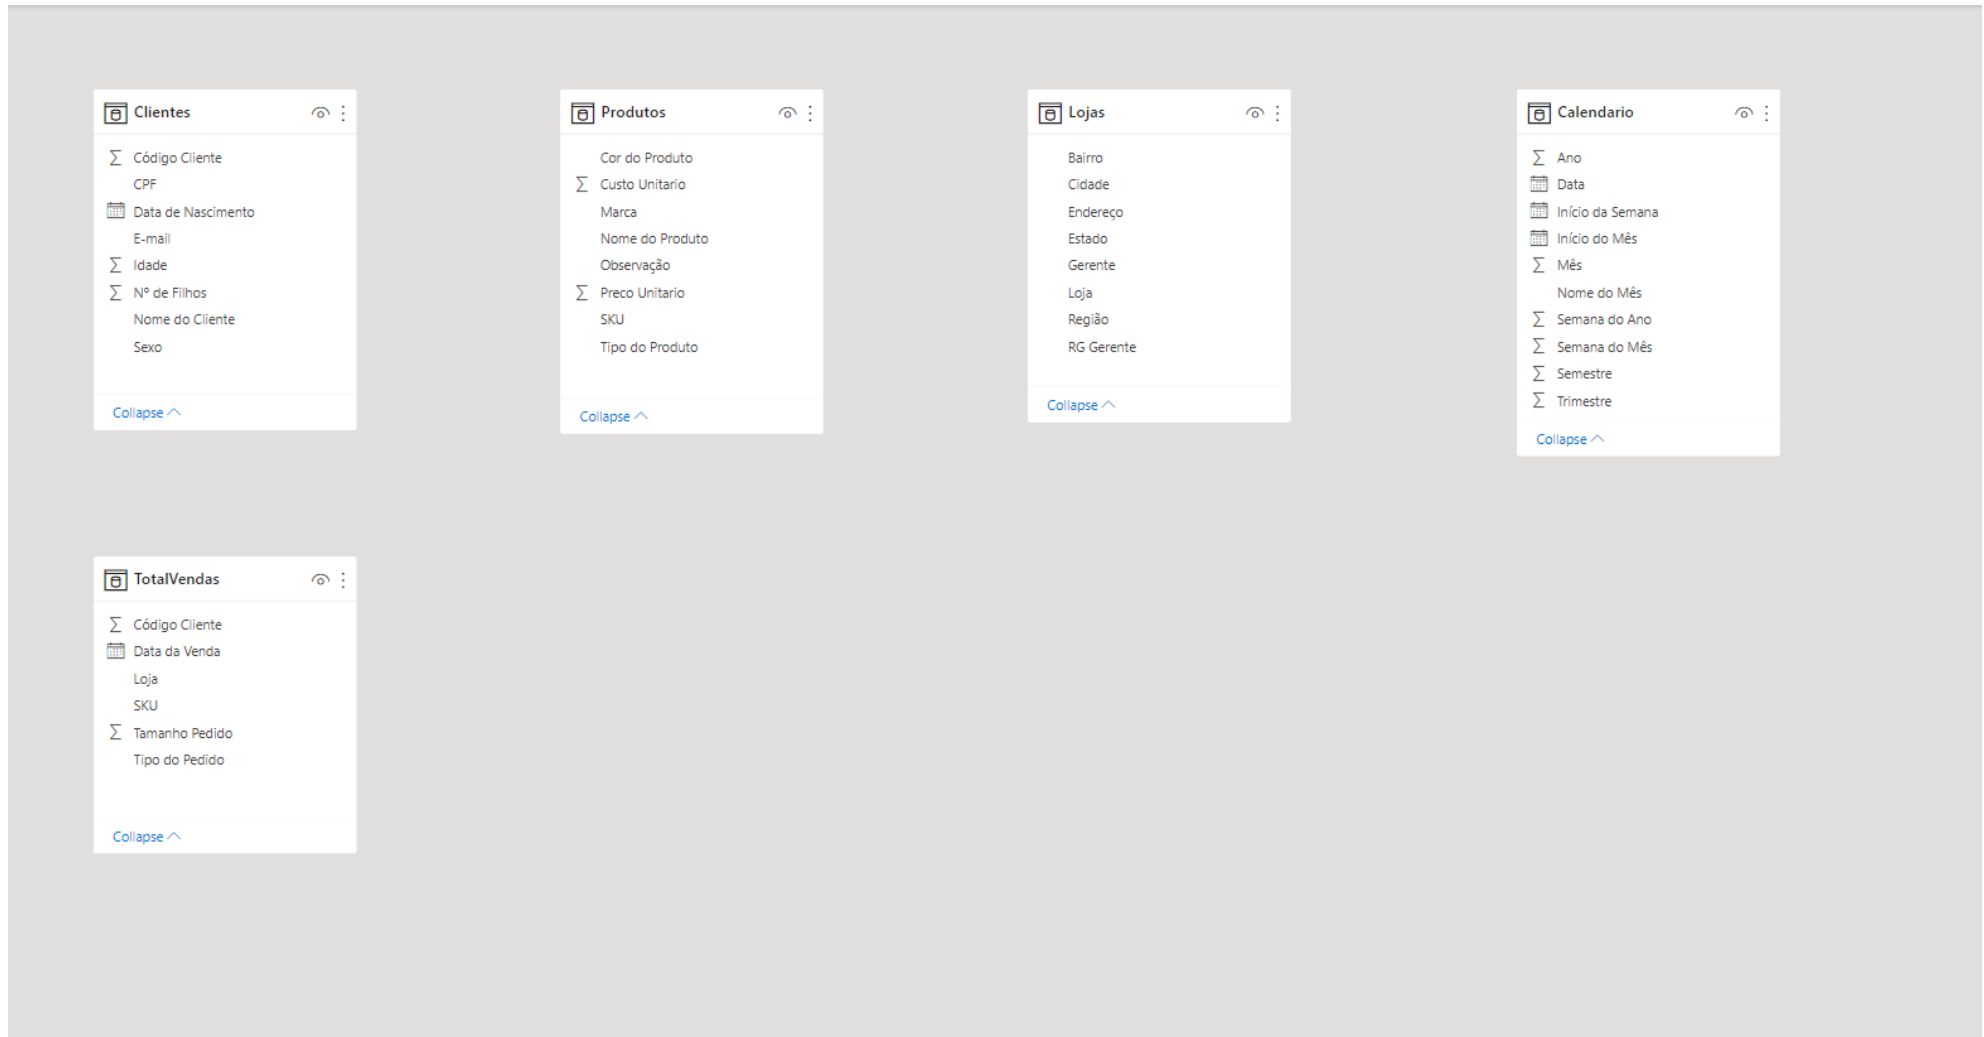 Clientes
Código Cliente
CPF
Data de Nascimento
E-mail
Idade
Nº de Filhos
Nome do Cliente
Sexo
Collapse
Produtos
Cor do Produto
Custo Unitario
Marca
Nome do Produto
Observação
Preco Unitario
SKU
Tipo do Produto
Collapse
Lojas
Bairro
Cidade
Endereço
Estado
Gerente
Loja
Região
RG Gerente
Collapse
Calendario
Ano
Data
Início da Semana
Início do Mês
Mês
Nome do Mês
Semana do Ano
Semana do Mês
Semestre
Trimestre
Collapse
TotalVendas
Código Cliente
Data da Venda
Loja
SKU
Tamanho Pedido
Tipo do Pedido
Collapse